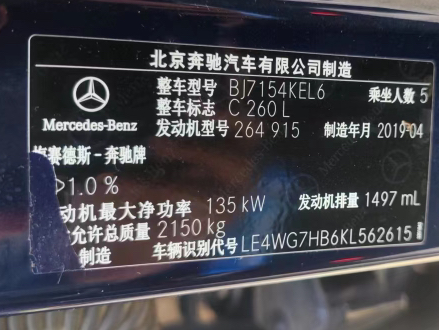 北京奔驰汽车有限公司制造
整车型号 BJ7154KEL6 乘坐人数 5
整车标志 C 260 L
Mercedes-Benz 发动机型号 264 915 制造年月 2019-04
梅赛德斯-奔驰牌
>1.0 %
发动机最大净功率 135 kW 发动机排量 1497 mL
允许总质量 2150 kg
制造 车辆识别代号 LE4WG7HB6KL562615